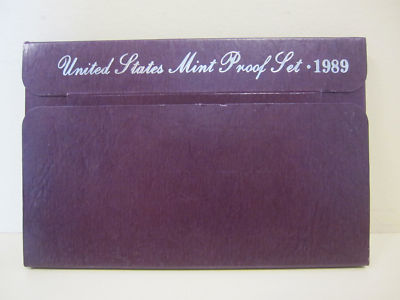 United States Mint Proof Set • 1989